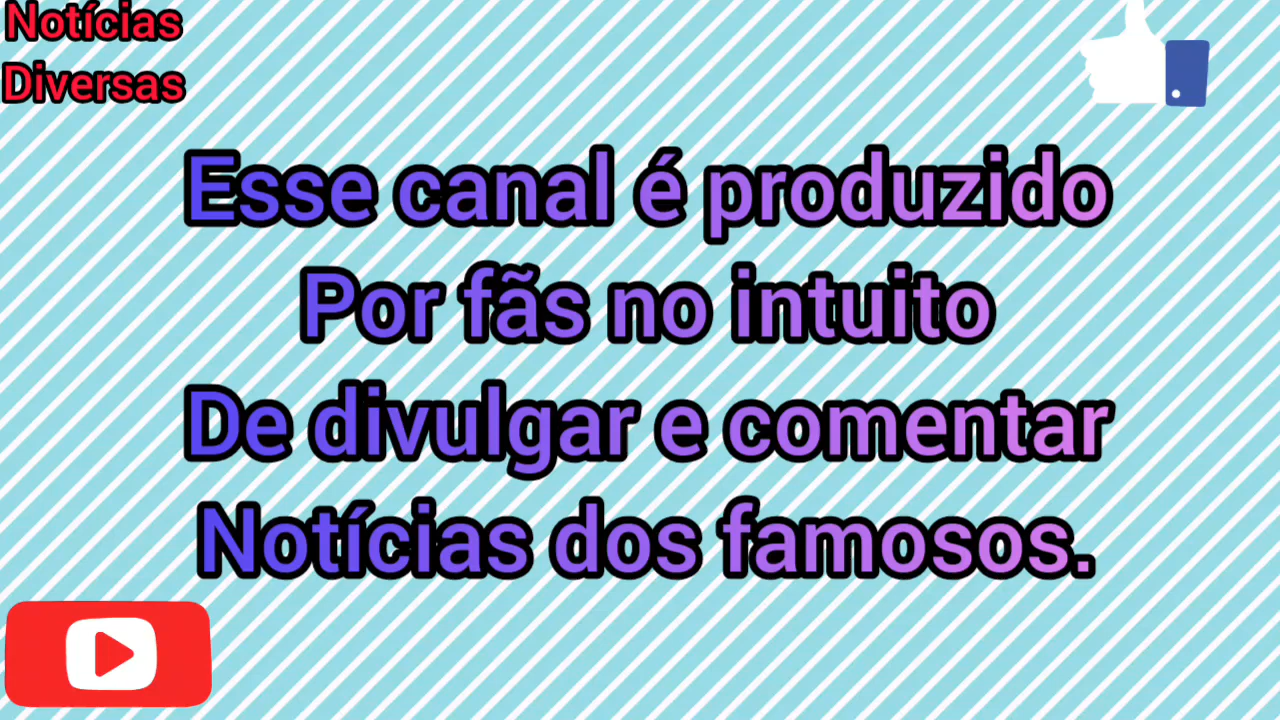 Notícias
Diversas
Esse canal é produzido
Por fãs no intuito
De divulgar e comentar
Notícias dos famosos.